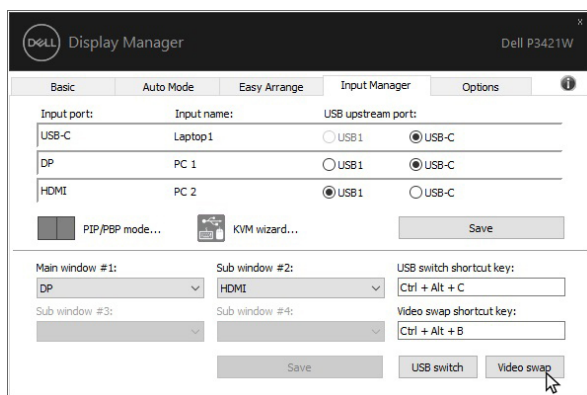 DELL Display Manager Dell P3421W x
Basic Auto Mode Easy Arrange Input Manager Options i
Input port: Input name: USB upstream port:
USB-C Laptop1 USB1 USB-C
DP PC 1 USB1 USB-C
HDMI PC 2 USB1 USB-C
PIP/PBP mode... KVM wizard... Save
Main window #1: Sub window #2: USB switch shortcut key:
DP HDMI Ctrl + Alt + C
Sub window #3: Sub window #4: Video swap shortcut key:
Ctrl + Alt + B
Save USB switch Video swap